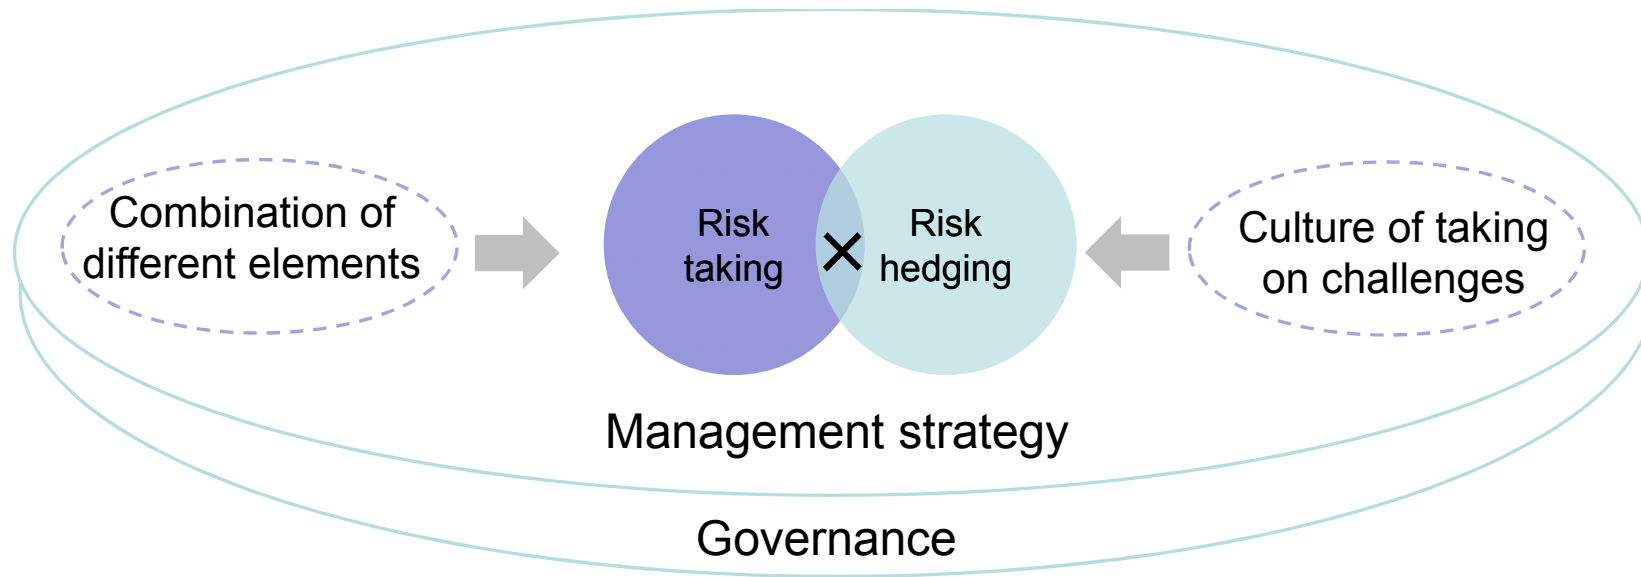 Combination of
different elements
Risk
taking
×
Risk
hedging
Culture of taking
on challenges
Management strategy
Governance